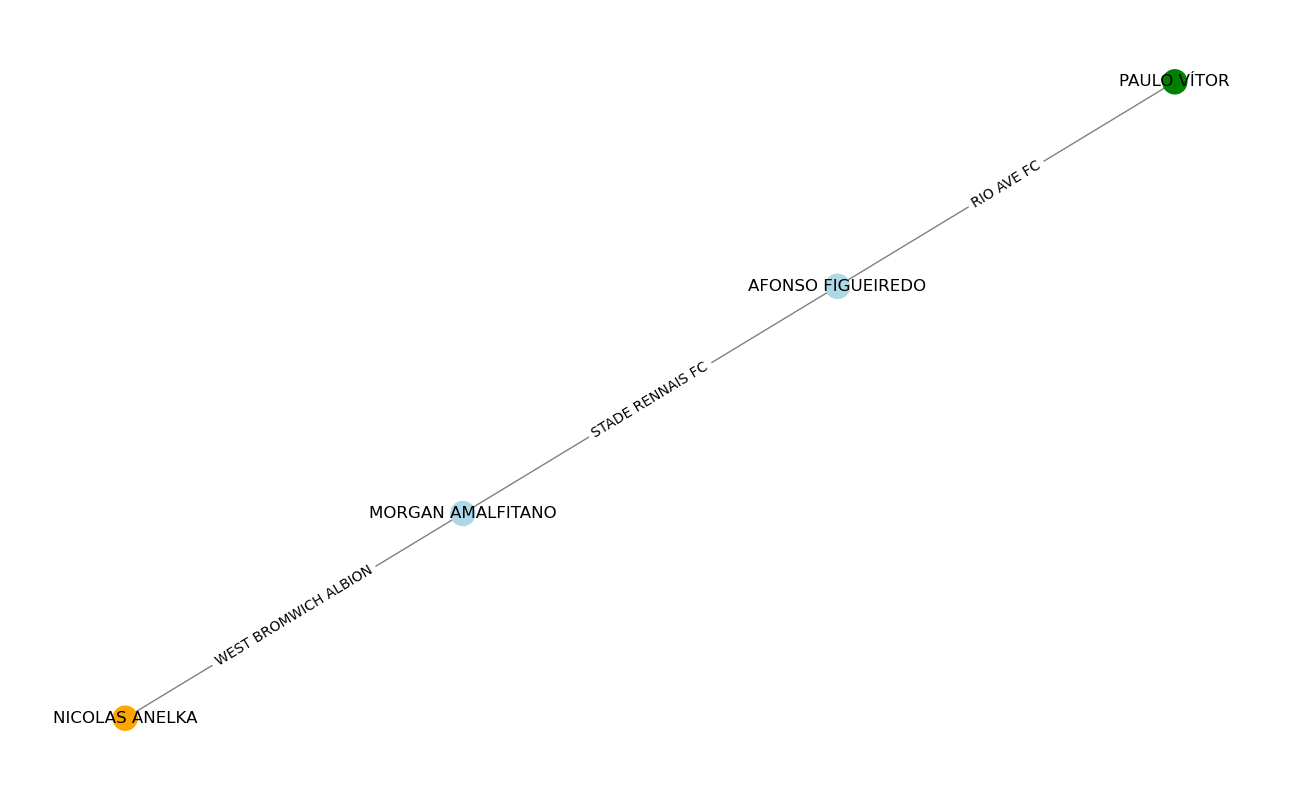 PAULO VÍTOR
RIO AVE FC
AFONSO FIGUEIREDO
STADE RENNAIS FC
MORGAN AMALFITANO
WEST BROMWICH ALBION
NICOLAS ANELKA